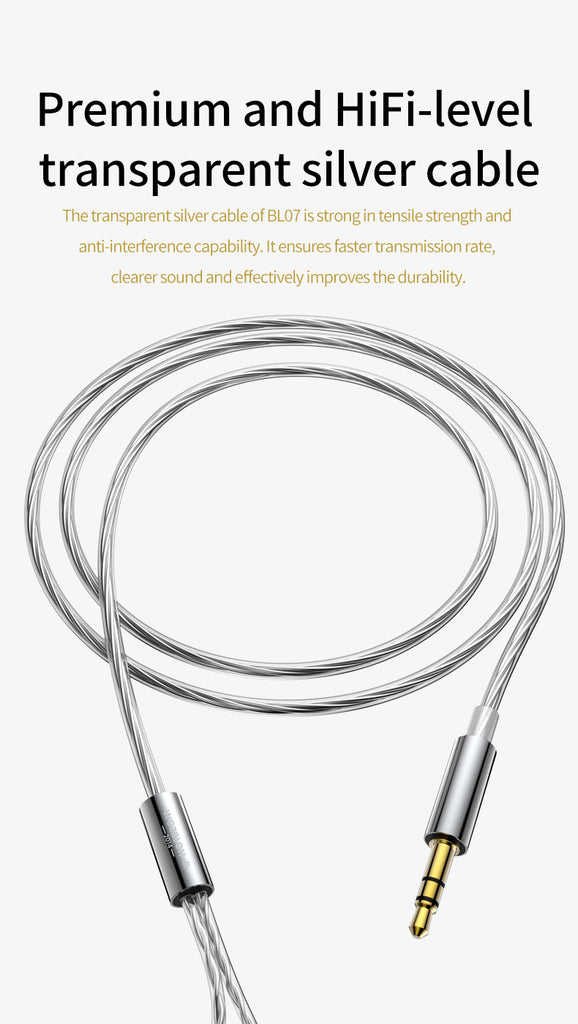 Premium and HiFi-level
transparent silver cable
The transparent silver cable of BL07 is strong in tensile strength and
anti-interference capability. It ensures faster transmission rate,
clearer sound and effectively improves the durability.